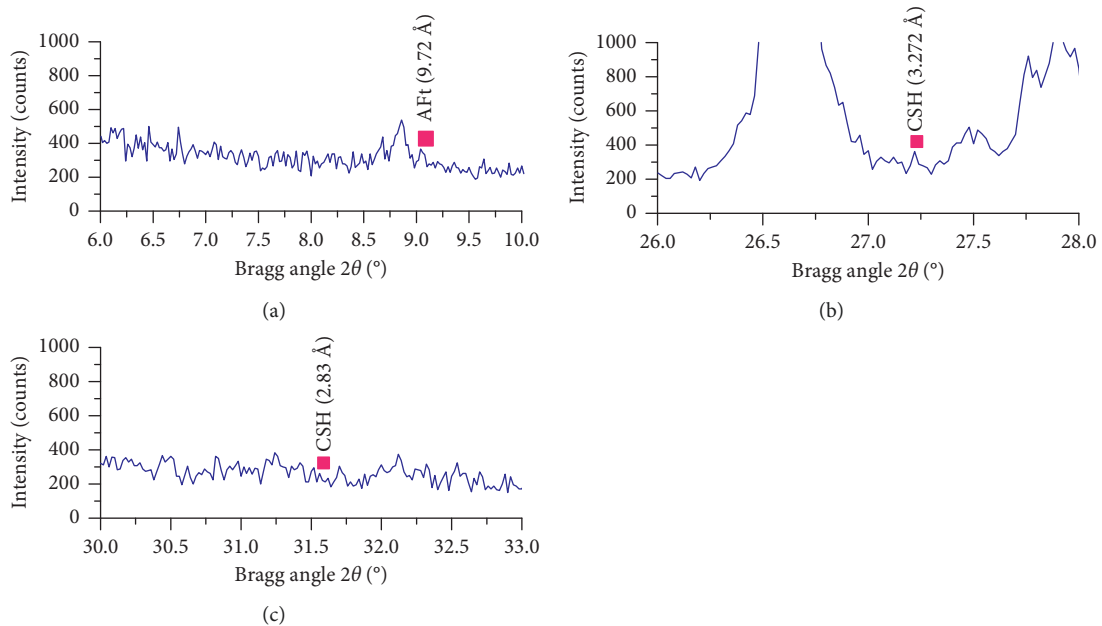 1000
800
600
400
200
0
Intensity (counts)
AFt (9.72 Å)
6.0 6.5 7.0 7.5 8.0 8.5 9.0 9.5 10.0
Bragg angle 2θ (°)
(a)
1000
800
600
400
200
0
Intensity (counts)
CSH (3.272 Å)
26.0 26.5 27.0 27.5 28.0
Bragg angle 2θ (°)
(b)
1000
800
600
400
200
0
Intensity (counts)
CSH (2.83 Å)
30.0 30.5 31.0 31.5 32.0 32.5 33.0
Bragg angle 2θ (°)
(c)